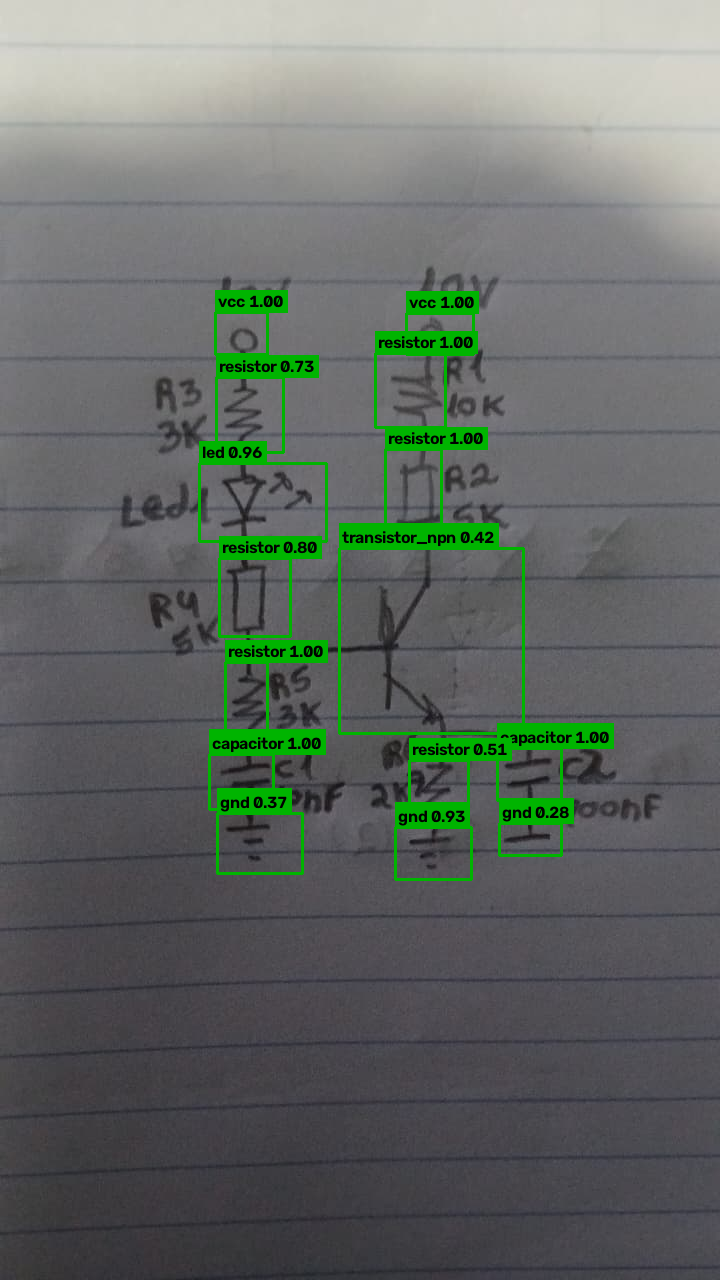 vcc 1.00
vcc 1.00
resistor 1.00
resistor 0.73
R1
10K
R3
3K
resistor 1.00
led 0.96
R2
5K
Led1
transistor_npn 0.42
resistor 0.80
R4
5K
resistor 1.00
R5
3K
capacitor 1.00
capacitor 1.00
resistor 0.51
C1
C2
2K
gnd 0.37
gnd 0.93
gnd 0.28